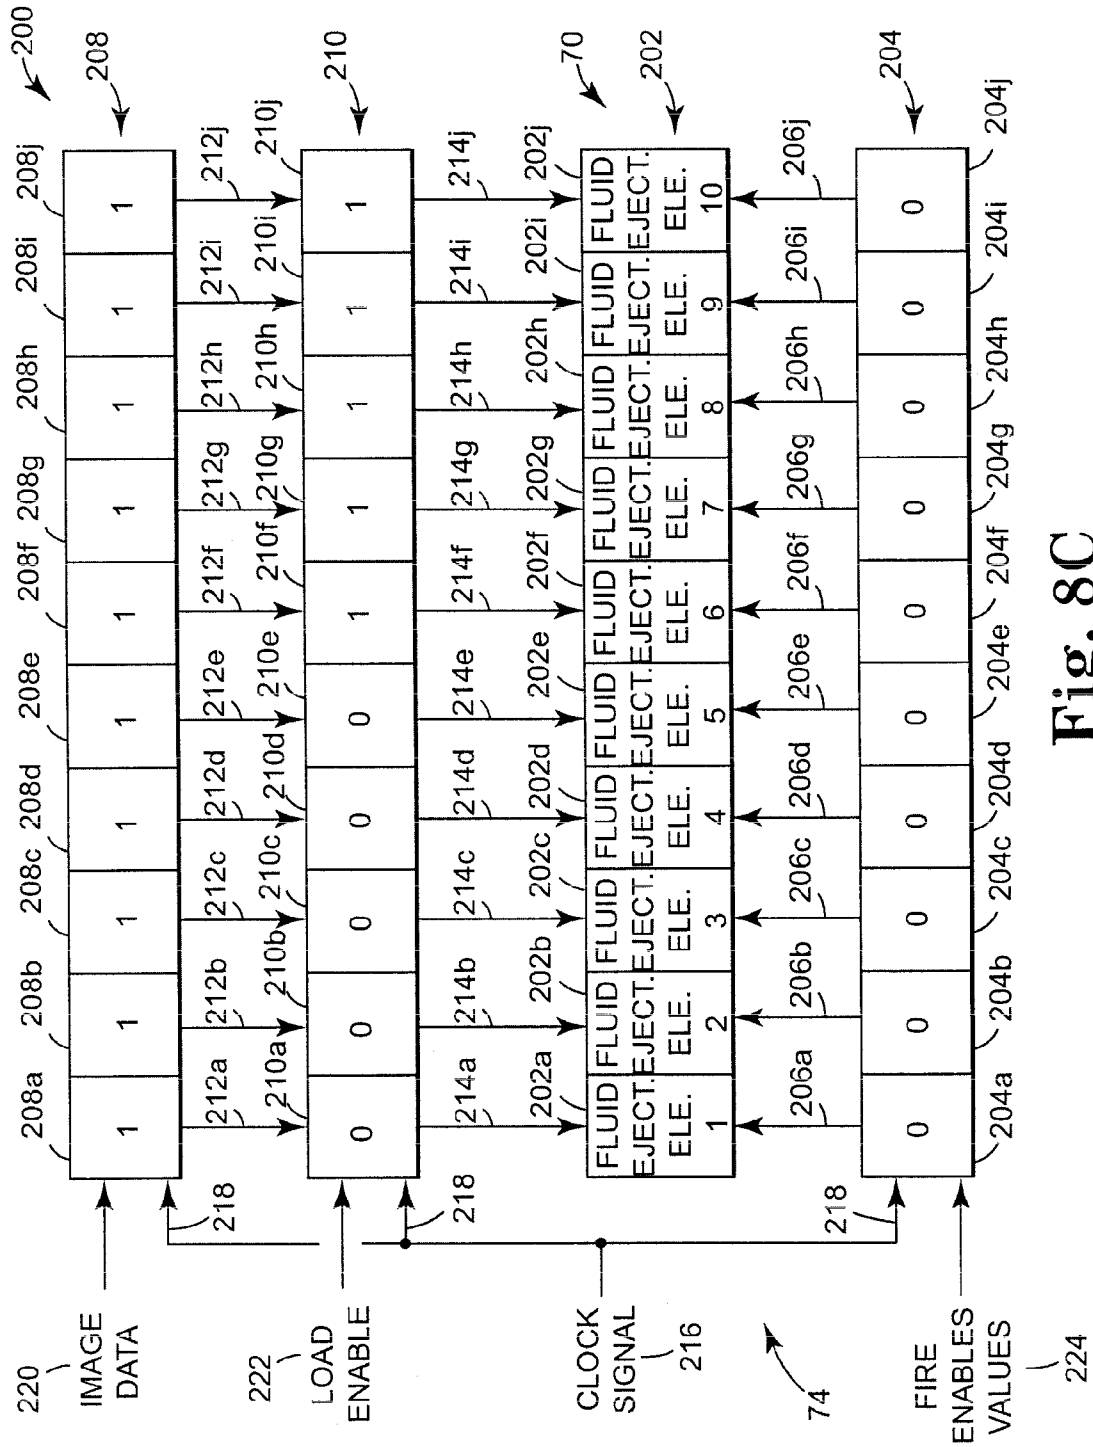 200
208a 208b 208c 208d 208e 208f 208g 208h 208i 208j
208
220
IMAGE
DATA
1 1 1 1 1 1 1 1 1 1
218
212a 212b 212c 212d 212e 212f 212g 212h 212i 212j
210a 210b 210c 210d 210e 210f 210g 210h 210i 210j
210
222
LOAD
ENABLE
0 0 0 0 0 1 1 1 1 1
218
214a 214b 214c 214d 214e 214f 214g 214h 214i 214j
202a 202b 202c 202d 202e 202f 202g 202h 202i 202j
70
202
CLOCK
SIGNAL
216
FLUID FLUID FLUID FLUID FLUID FLUID FLUID FLUID FLUID FLUID
EJECT. EJECT. EJECT. EJECT. EJECT. EJECT. EJECT. EJECT. EJECT. EJECT.
ELE. ELE. ELE. ELE. ELE. ELE. ELE. ELE. ELE. ELE.
1 2 3 4 5 6 7 8 9 10
74
206a 206b 206c 206d 206e 206f 206g 206h 206i 206j
218
204
0 0 0 0 0 0 0 0 0 0
FIRE
ENABLES
VALUES
224
204a 204b 204c 204d 204e 204f 204g 204h 204i 204j
Fig. 8C